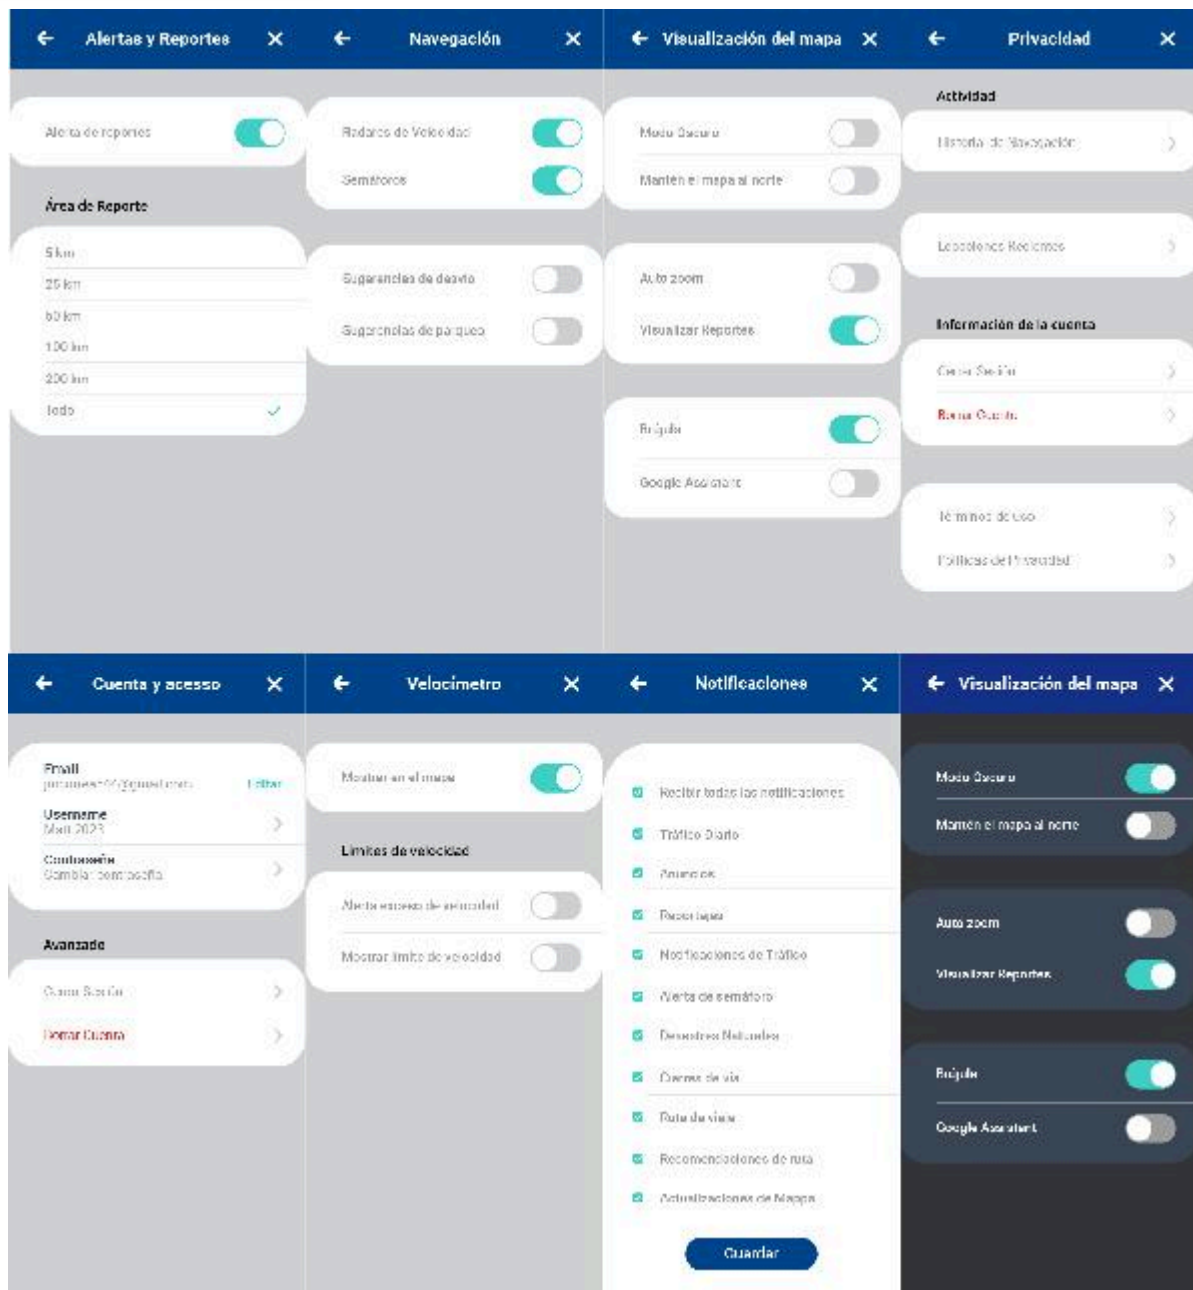 Alertas y Reportes
Alerta de reportes
Área de Reporte
5 km
25 km
50 km
100 km
200 km
Todo
Navegación
Radares de Velocidad
Semáforos
Sugerencias de desvío
Sugerencias de parqueo
Visualización del mapa
Modo Oscuro
Mantén el mapa al norte
Auto zoom
Visualizar Reportes
Brújula
Google Assistant
Privacidad
Actividad
Historial de Navegación
Locaciones Recientes
Información de la cuenta
Cerrar Sesión
Borrar Cuenta
Términos de uso
Políticas de Privacidad
Cuenta y acesso
Email
Editar
Username
Matt 2023
Contraseña
Cambiar contraseña
Avanzado
Cerrar Sesión
Borrar Cuenta
Velocímetro
Mostrar en el mapa
Limites de velocidad
Alerta exceso de velocidad
Mostrar límite de velocidad
Notificaciones
Recibir todas las notificaciones
Tráfico Diario
Anuncios
Reportajes
Notificaciones de Tráfico
Alerta de semáforo
Desastres Naturales
Cierres de vía
Ruta de viaje
Recomendaciones de ruta
Actualizaciones de Mappa
Guardar
Visualización del mapa
Modo Oscuro
Mantén el mapa al norte
Auto zoom
Visualizar Reportes
Brújula
Google Assistant